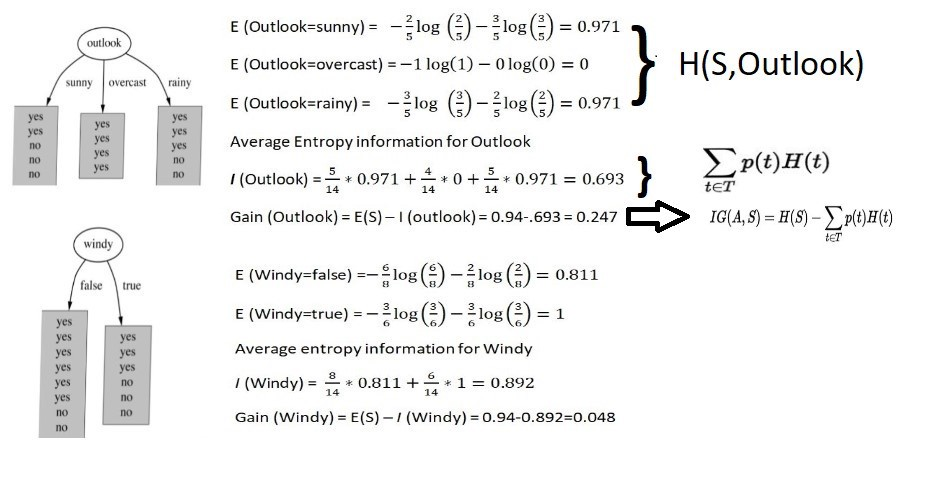 outlook
sunny overcast rainy
yes yes yes
yes yes yes
no yes yes
no yes no
no no
E (Outlook=sunny) = −2/5 log (2/5) − 3/5 log(3/5) = 0.971
E (Outlook=overcast) = −1 log(1) − 0 log(0) = 0
E (Outlook=rainy) = −3/5 log (3/5) − 2/5 log(2/5) = 0.971
H(S,Outlook)
Average Entropy information for Outlook
I (Outlook) = 5/14 * 0.971 + 4/14 * 0 + 5/14 * 0.971 = 0.693
∑ p(t)H(t)
t∈T
Gain (Outlook) = E(S) – I (outlook) = 0.94-.693 = 0.247
IG(A, S) = H(S) − ∑ p(t)H(t)
t∈T
windy
false true
yes
yes yes
yes yes
yes yes
yes no
yes no
no no
no
E (Windy=false) =−6/8 log(6/8) − 2/8 log(2/8) = 0.811
E (Windy=true) = −3/6 log(3/6) − 3/6 log(3/6) = 1
Average entropy information for Windy
I (Windy) = 8/14 * 0.811 + 6/14 * 1 = 0.892
Gain (Windy) = E(S) – I (Windy) = 0.94-0.892=0.048